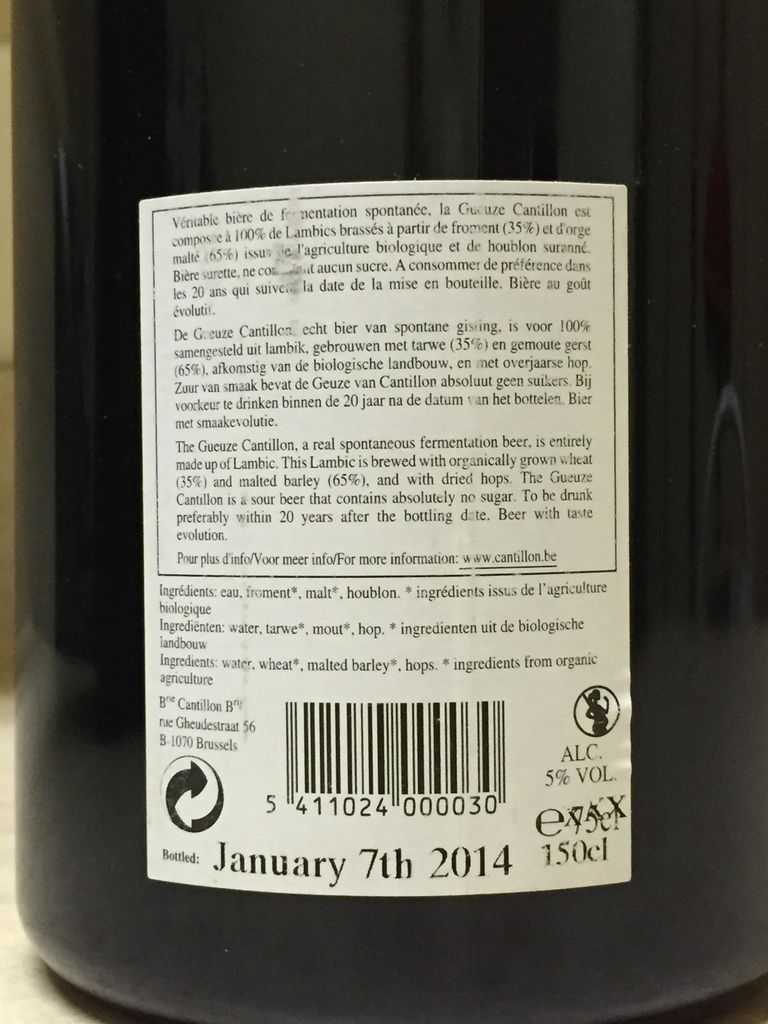 Véritable bière de fermentation spontanée, la Gueuze Cantillon est
composée à 100% de Lambics brassés à partir de froment (35%) et d'orge
malté (65%) issus de l'agriculture biologique et de houblon suranné.
Bière surette, ne contenant aucun sucre. A consommer de préférence dans
les 20 ans qui suivent la date de la mise en bouteille. Bière au goût
évolutif.
De Geuze Cantillon, echt bier van spontane gisting, is voor 100%
samengesteld uit lambik, gebrouwen met tarwe (35%) en gemoute gerst
(65%), afkomstig van de biologische landbouw, en met overjaarse hop.
Zuur van smaak bevat de Geuze van Cantillon absoluut geen suikers. Bij
voorkeur te drinken binnen de 20 jaar na de datum van het bottelen. Bier
met smaakevolutie.
The Gueuze Cantillon, a real spontaneous fermentation beer, is entirely
made up of Lambic. This Lambic is brewed with organically grown wheat
(35%) and malted barley (65%), and with dried hops. The Gueuze
Cantillon is a sour beer that contains absolutely no sugar. To be drunk
preferably within 20 years after the bottling date. Beer with taste
evolution.
Pour plus d'info/Voor meer info/For more information: www.cantillon.be
Ingrédients: eau, froment*, malt*, houblon. * ingrédients issus de l'agriculture
biologique
Ingrediënten: water, tarwe*, mout*, hop. * ingredienten uit de biologische
landbouw
Ingredients: water, wheat*, malted barley*, hops. * ingredients from organic
agriculture
Brie Cantillon Brij
rue Gheudestraat 56
B-1070 Brussels
ALC.
5% VOL.
5 411024 000030
e 75cl XXX
150cl
Bottled: January 7th 2014